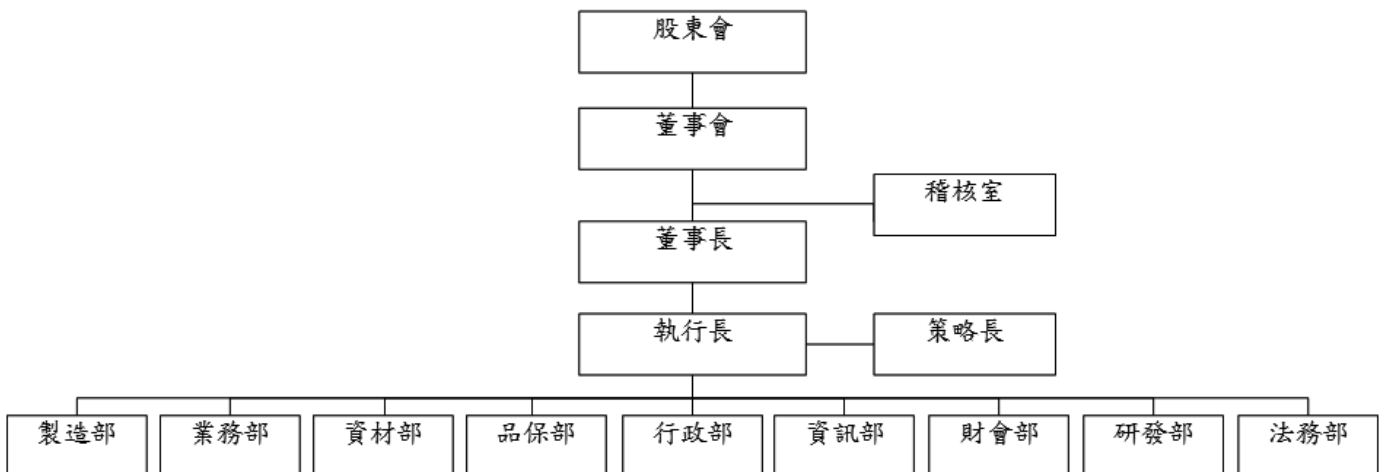 股東會
董事會
稽核室
董事長
執行長
策略長
製造部
業務部
資材部
品保部
行政部
資訊部
財會部
研發部
法務部